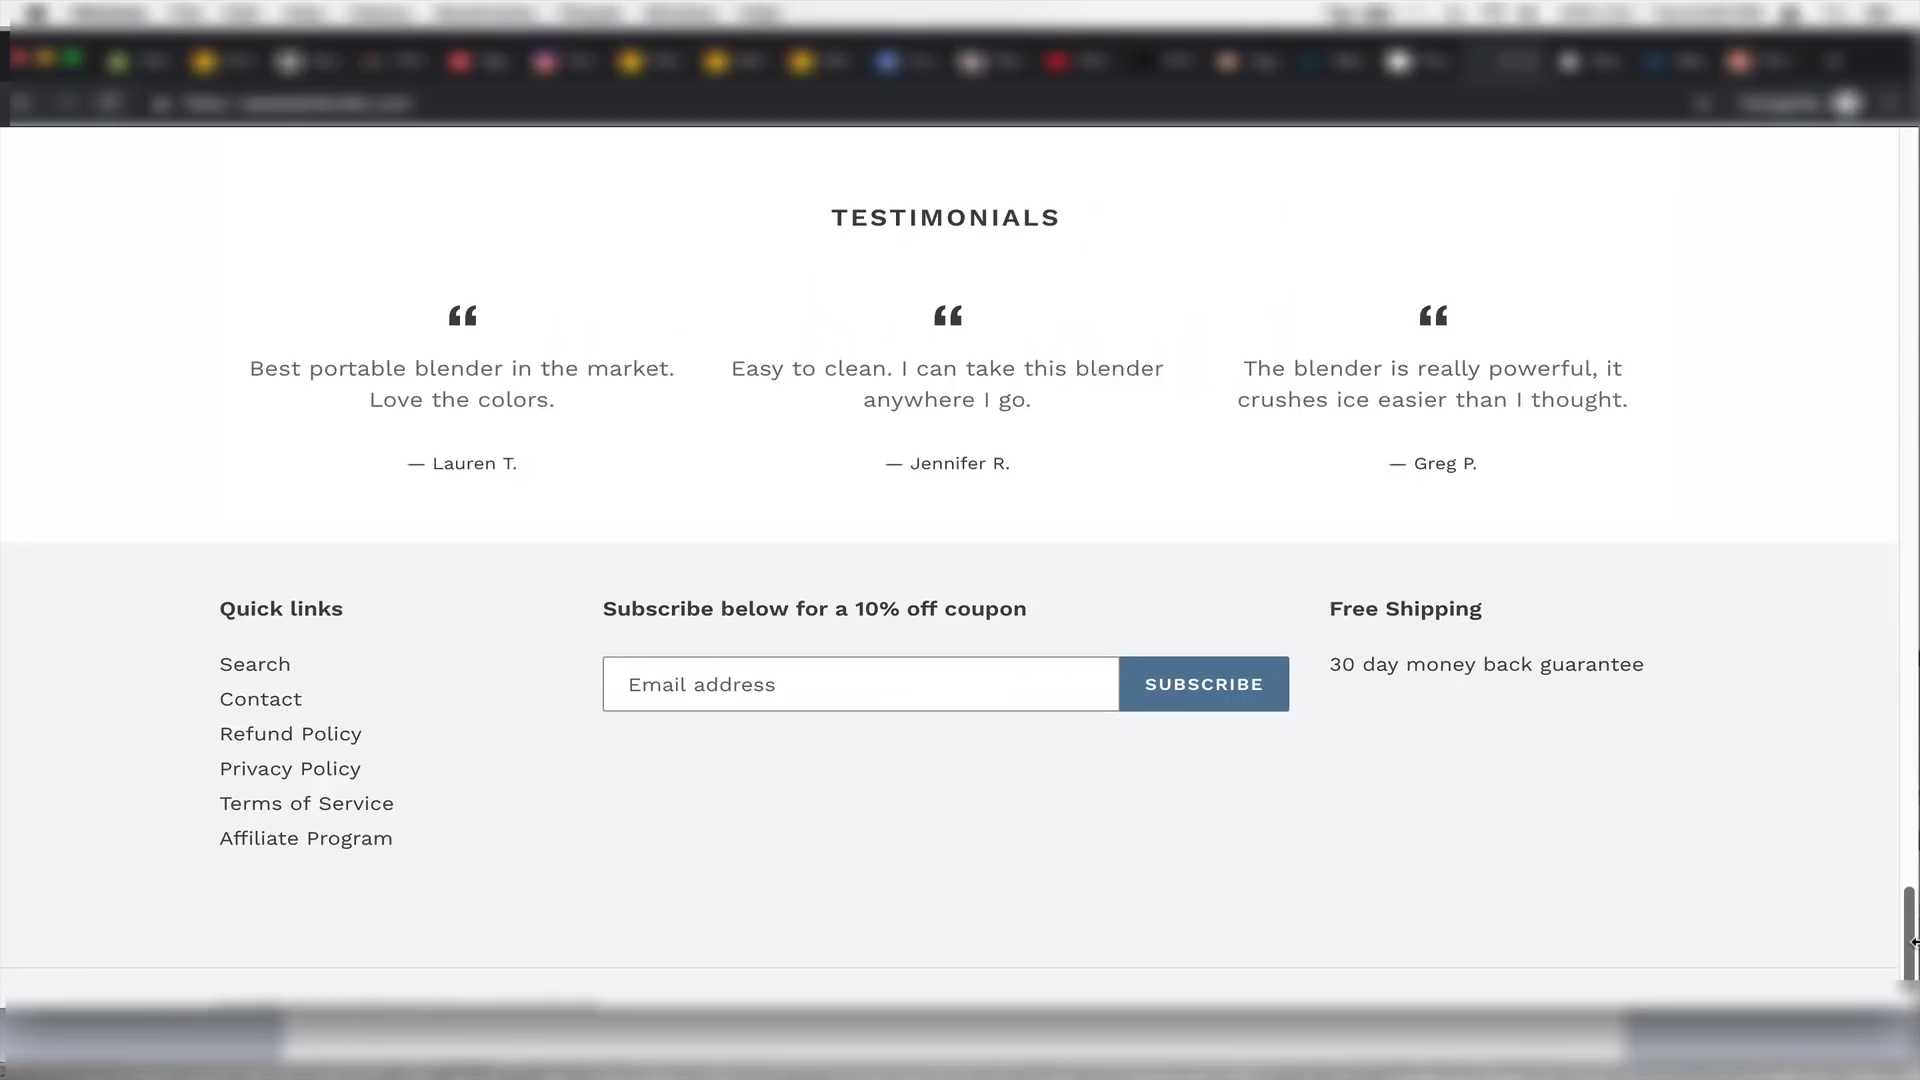 TESTIMONIALS
“
Best portable blender in the market.
Love the colors.
— Lauren T.
“
Easy to clean. I can take this blender
anywhere I go.
— Jennifer R.
“
The blender is really powerful, it
crushes ice easier than I thought.
— Greg P.
Quick links
Search
Contact
Refund Policy
Privacy Policy
Terms of Service
Affiliate Program
Subscribe below for a 10% off coupon
Email address
SUBSCRIBE
Free Shipping
30 day money back guarantee